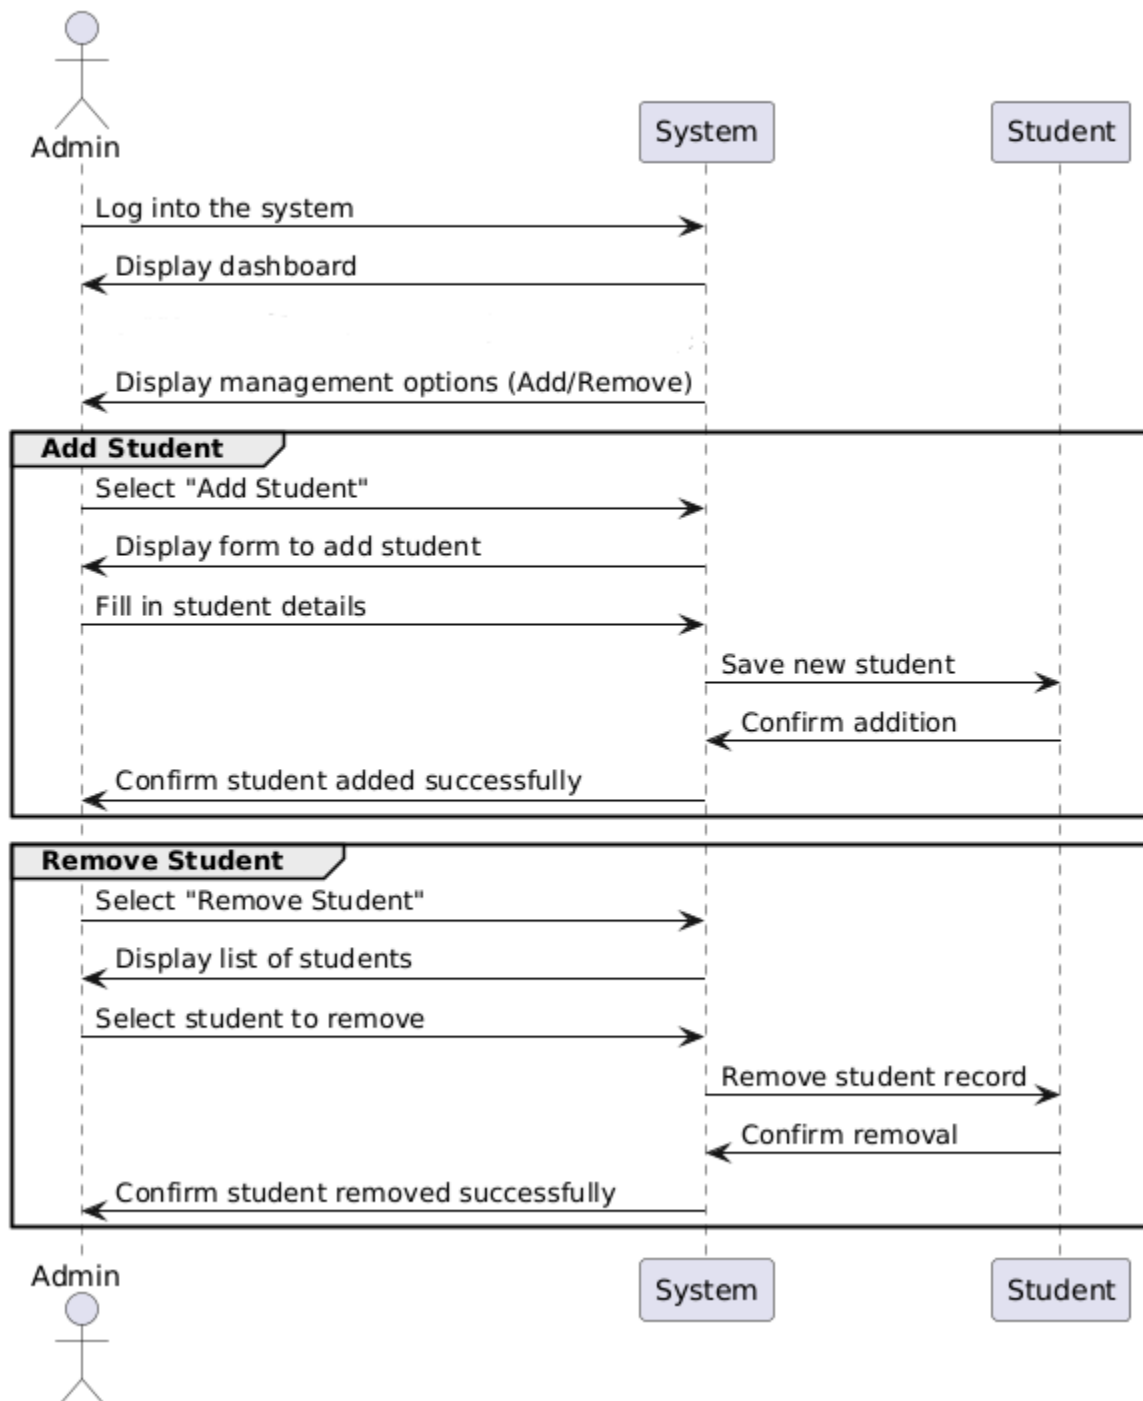 Admin
System
Student
Log into the system
Display dashboard
Display management options (Add/Remove)
Add Student
Select "Add Student"
Display form to add student
Fill in student details
Save new student
Confirm addition
Confirm student added successfully
Remove Student
Select "Remove Student"
Display list of students
Select student to remove
Remove student record
Confirm removal
Confirm student removed successfully
Admin
System
Student